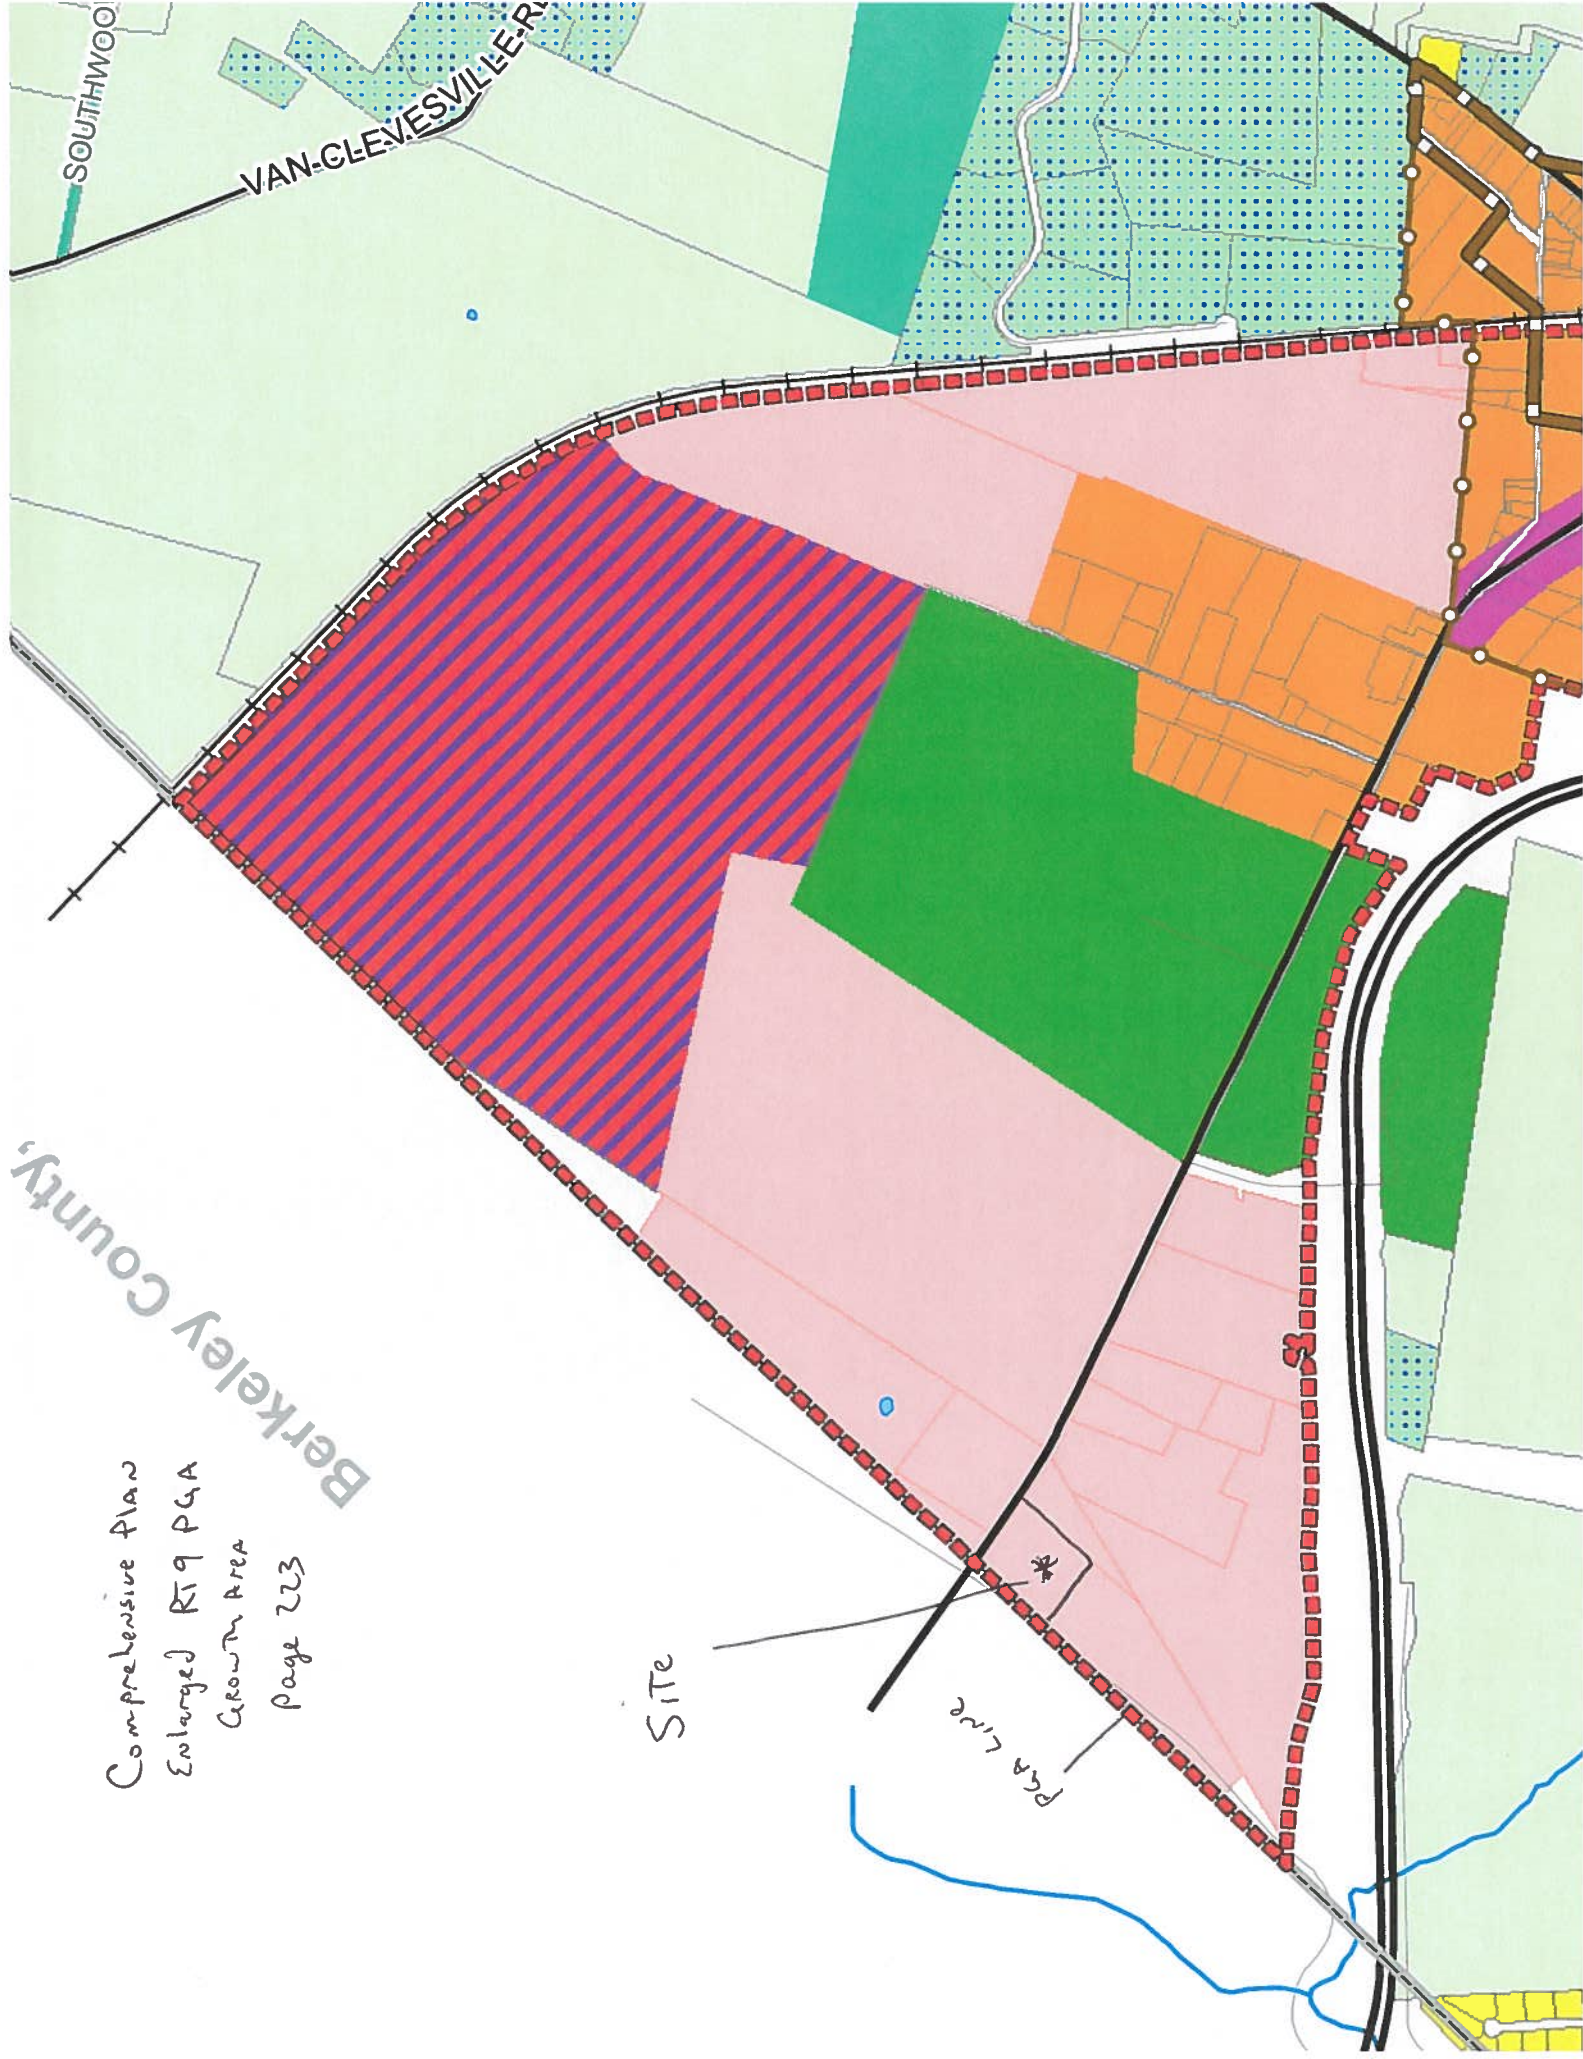 SOUTHWOO
VAN-CLEVESVILLE-R
Berkeley County,
Comprehensive Plan
Enlarged RT 9 PGA
Growth Area
Page 223
SITe
PGA Line